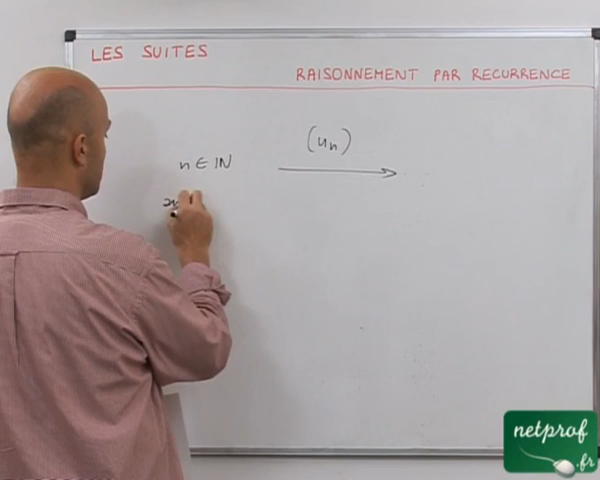 LES SUITES
RAISONNEMENT PAR RECURRENCE
(un)
n ∈ IN
netprof
.fr